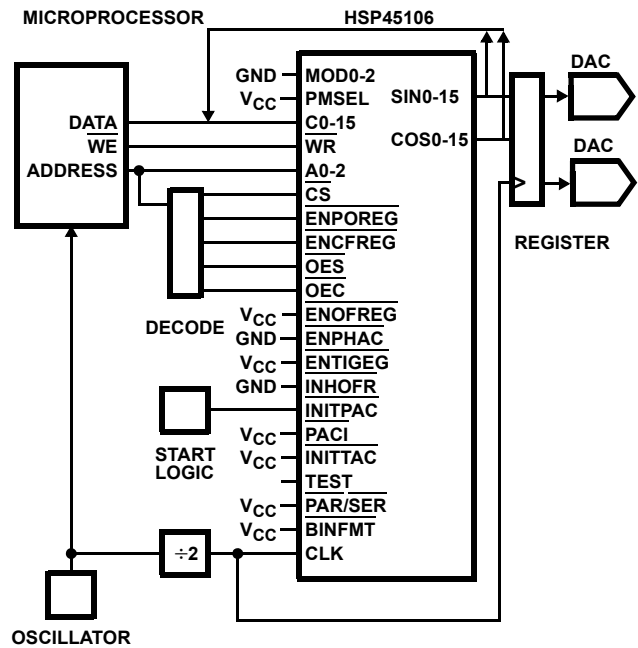 MICROPROCESSOR
HSP45106
DAC
GND
MOD0-2
VCC
PMSEL
SIN0-15
DATA
C0-15
WE
WR
COS0-15
DAC
ADDRESS
A0-2
CS
ENPOREG
ENCFREG
REGISTER
OES
OEC
DECODE
VCC
ENOFREG
GND
ENPHAC
VCC
ENTIGEG
GND
INHOFR
INITPAC
START
LOGIC
VCC
PACI
VCC
INITTAC
TEST
VCC
PAR/SER
VCC
BINFMT
÷2
CLK
>
OSCILLATOR